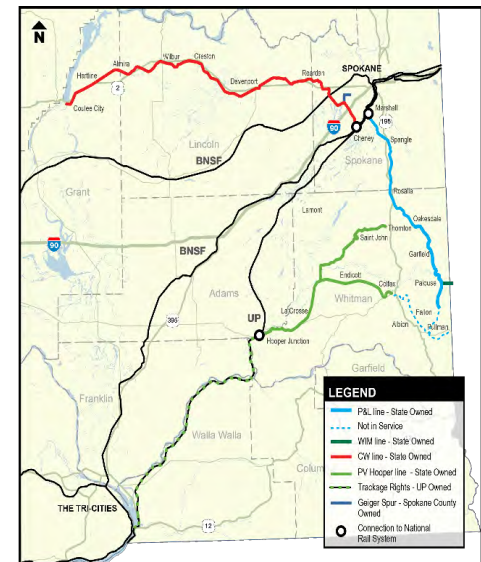 N
Wilbur
Creston
Almira
Hartline
Davenport
Reardan
SPOKANE
2
Marshall
Coulee City
195
90
Cheney
Spangle
Lincoln
BNSF
Spokane
Grant
Rosalia
Lamont
Oakesdale
Thornton
90
Saint John
Garfield
BNSF
Endicott
Colfax
Palouse
Adams
Whitman
395
La Crosse
Fallon
UP
Albion
Pullman
Hooper Junction
Garfield
Franklin
Walla Walla
Colum
THE TRI-CITIES
12
LEGEND
P&L line - State Owned
Not in Service
WIM line - State Owned
CW line - State Owned
PV Hooper line - State Owned
Trackage Rights - UP Owned
Geiger Spur - Spokane County
Owned
Connection to National
Rail System